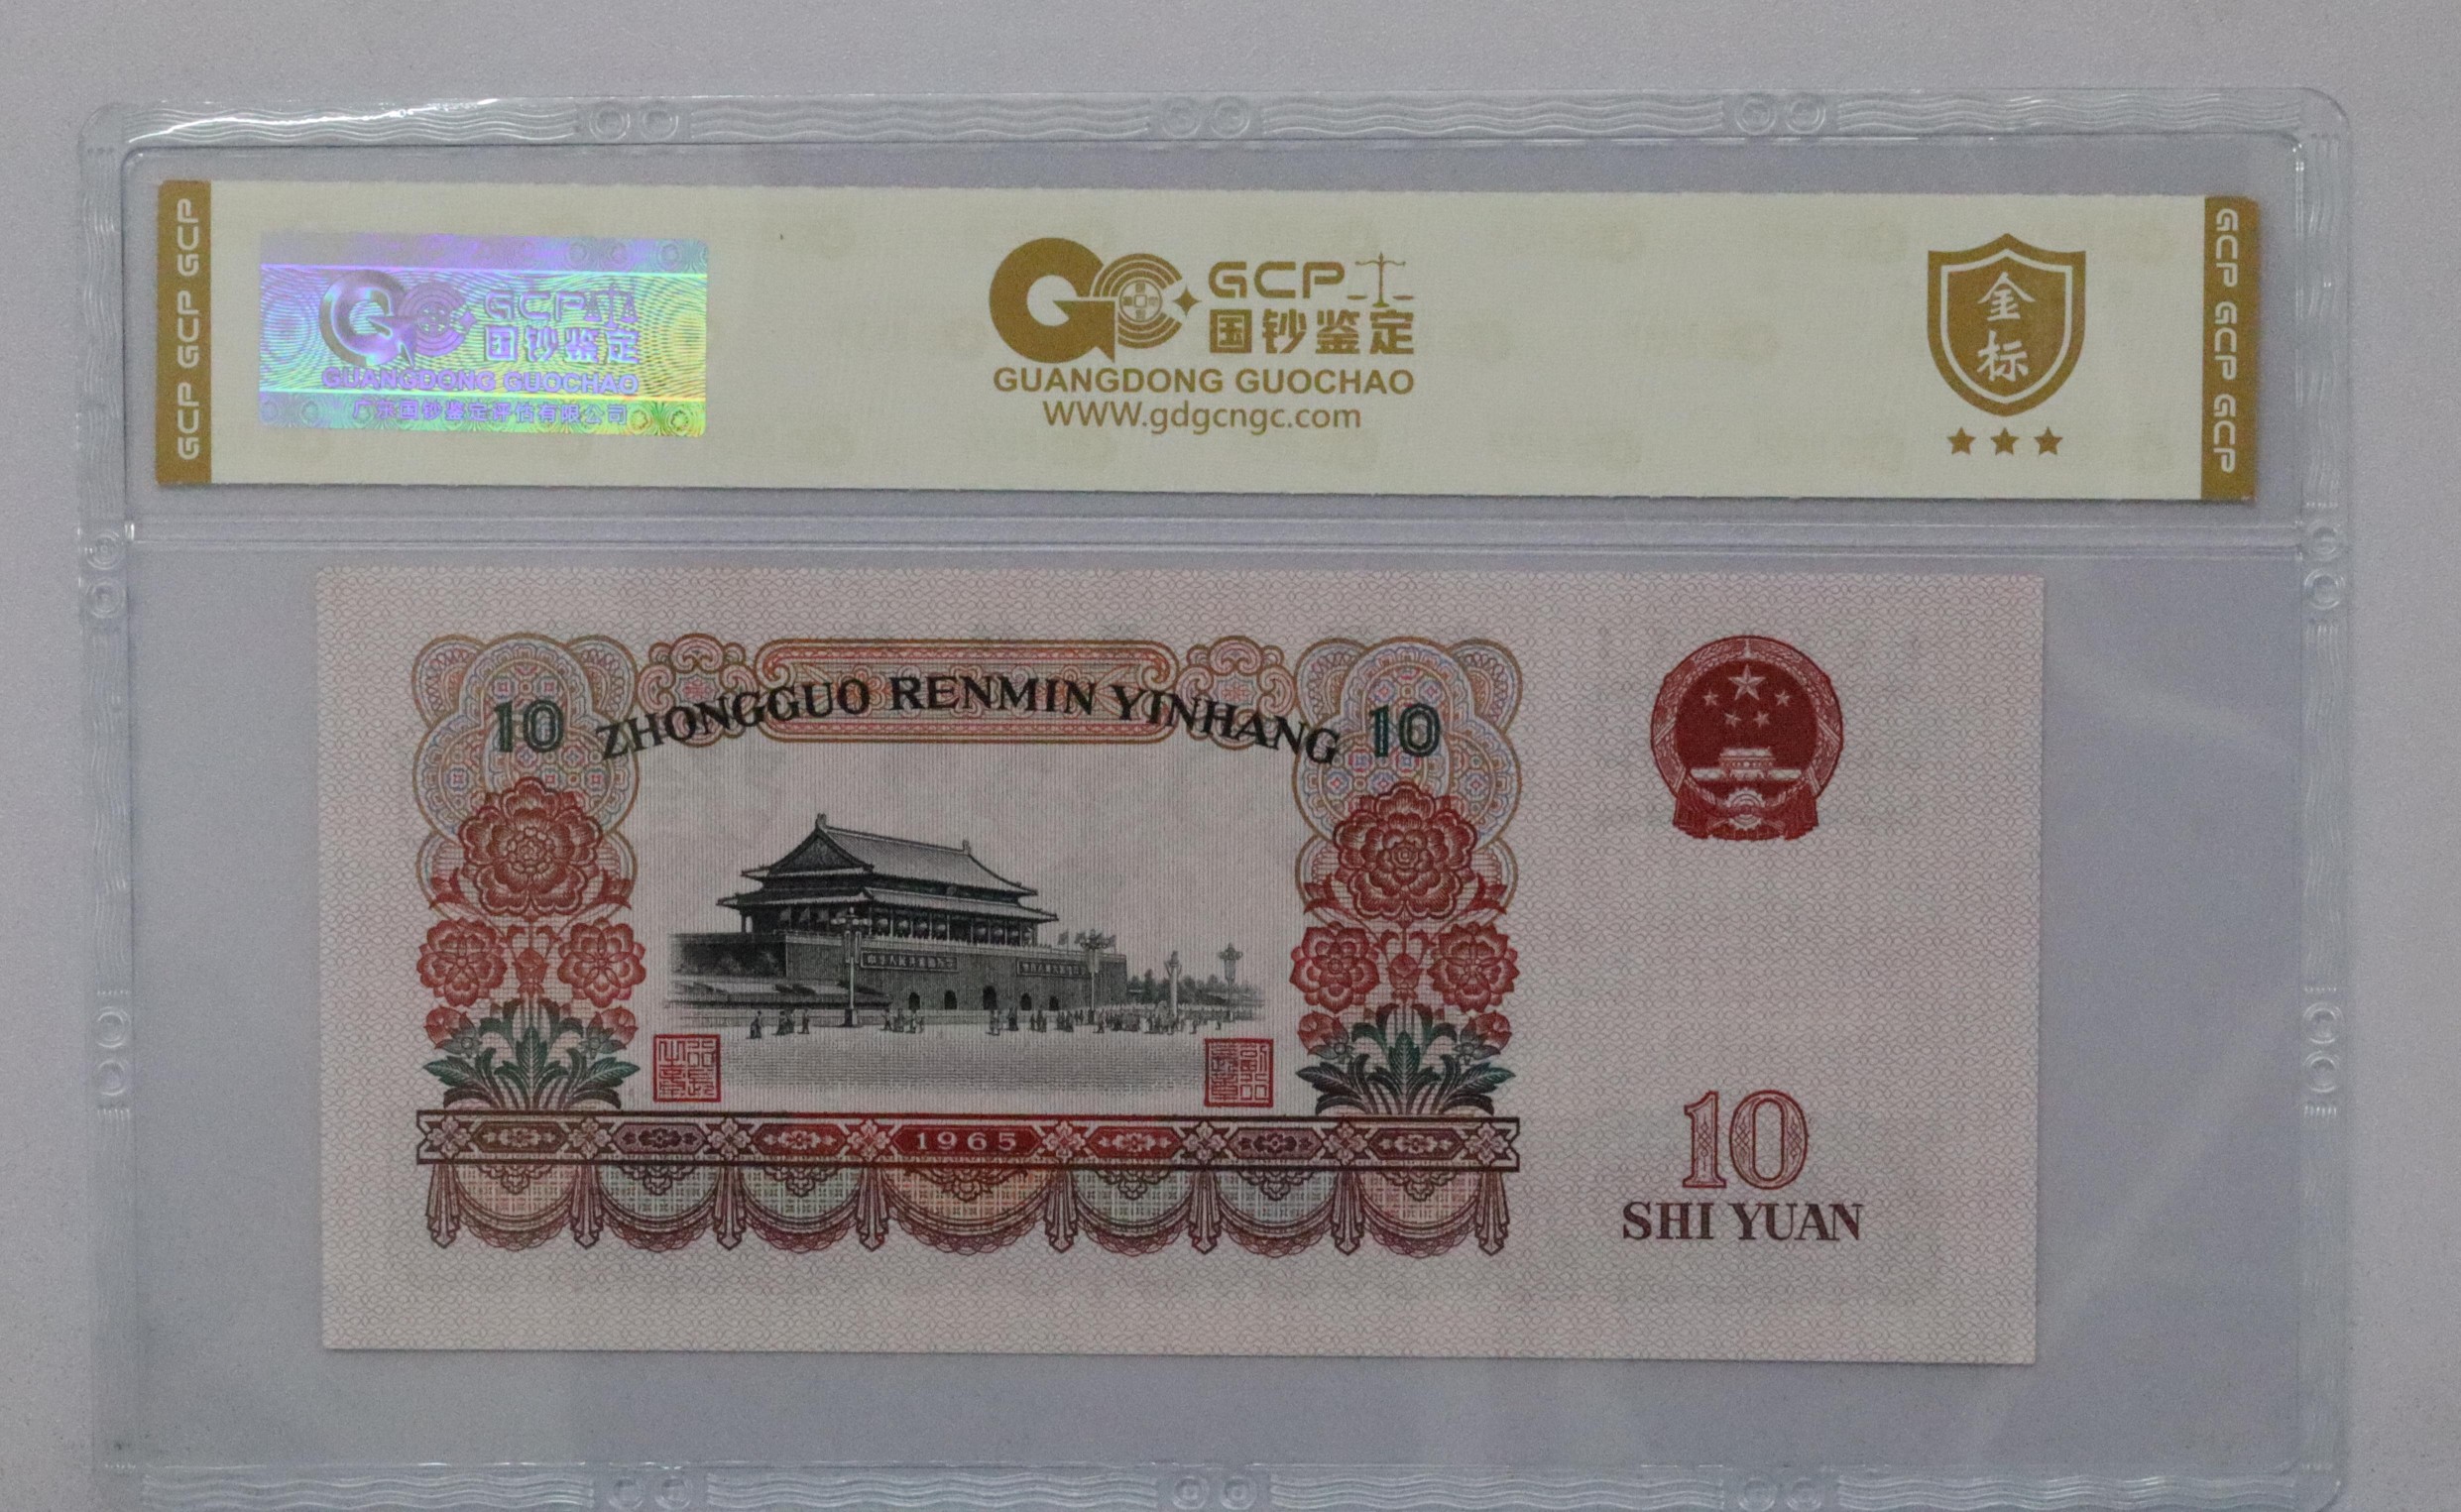 GCP GCP GCP
GCP
国钞鉴定
GUANGDONG GUOCHAO
广东国钞鉴定评估有限公司
GCP
国钞鉴定
GUANGDONG GUOCHAO
WWW.gdgcngc.com
金
标
GCP GCP GCP
10 ZHONGGUO RENMIN YINHANG 10
1965
10
SHI YUAN